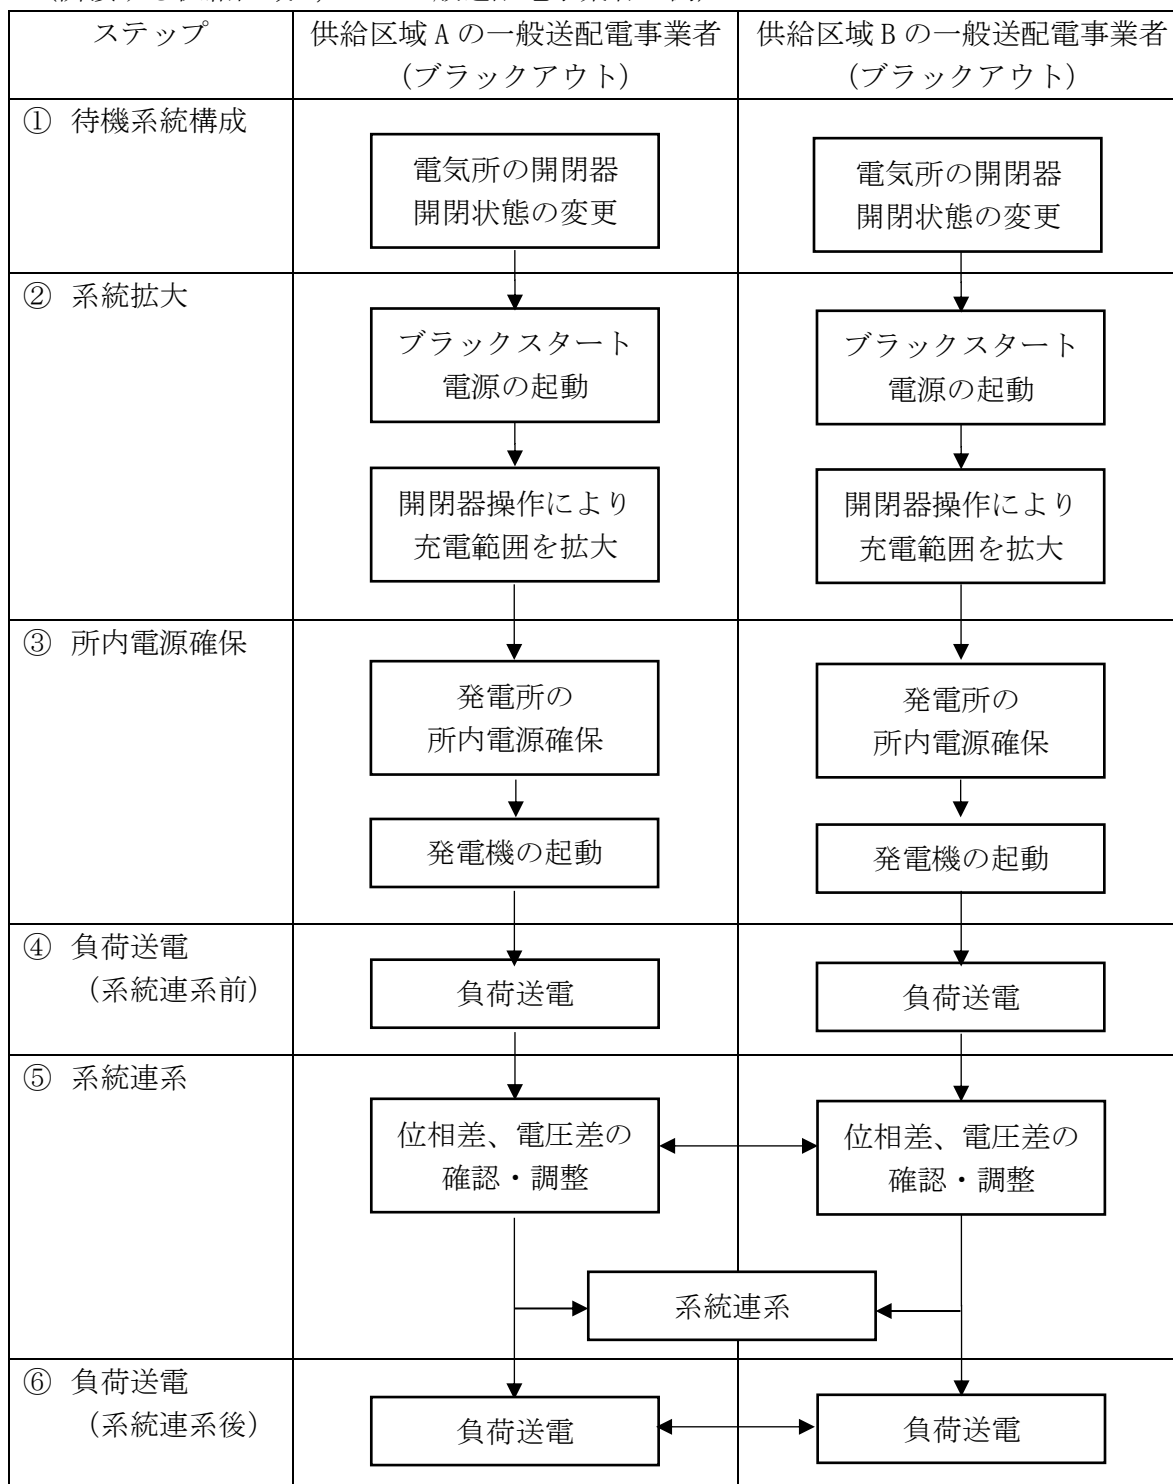 ステップ
供給区域 A の一般送配電事業者
(ブラックアウト)
供給区域 B の一般送配電事業者
(ブラックアウト)
① 待機系統構成
電気所の開閉器
開閉状態の変更
電気所の開閉器
開閉状態の変更
② 系統拡大
ブラックスタート
電源の起動
ブラックスタート
電源の起動
開閉器操作により
充電範囲を拡大
開閉器操作により
充電範囲を拡大
③ 所内電源確保
発電所の
所内電源確保
発電所の
所内電源確保
発電機の起動
発電機の起動
④ 負荷送電
(系統連系前)
負荷送電
負荷送電
⑤ 系統連系
位相差、電圧差の
確認・調整
位相差、電圧差の
確認・調整
系統連系
⑥ 負荷送電
(系統連系後)
負荷送電
負荷送電